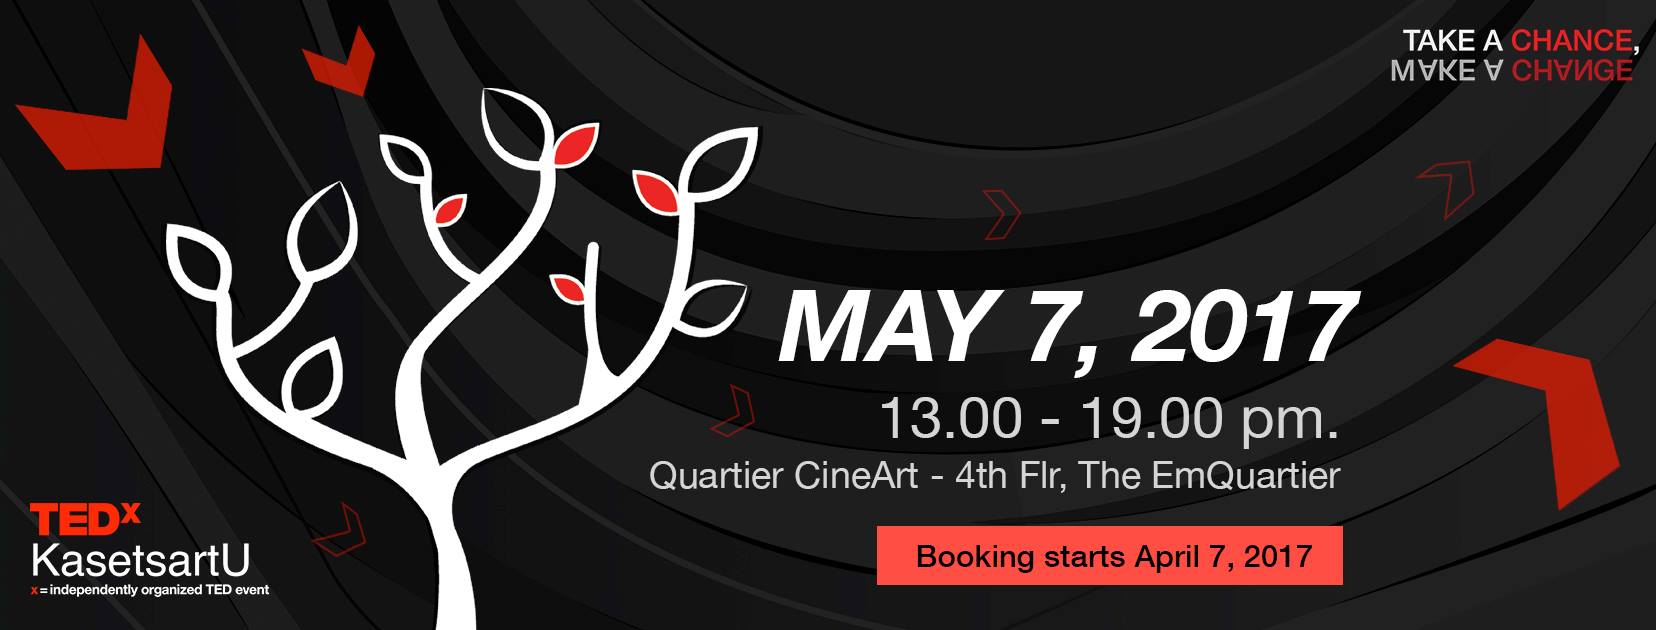 TAKE A CHANCE,
MAKE A CHANGE
MAY 7, 2017
13.00 - 19.00 pm.
Quartier CineArt - 4th Flr, The EmQuartier
Booking starts April 7, 2017
TEDx
KasetsartU
x = independently organized TED event